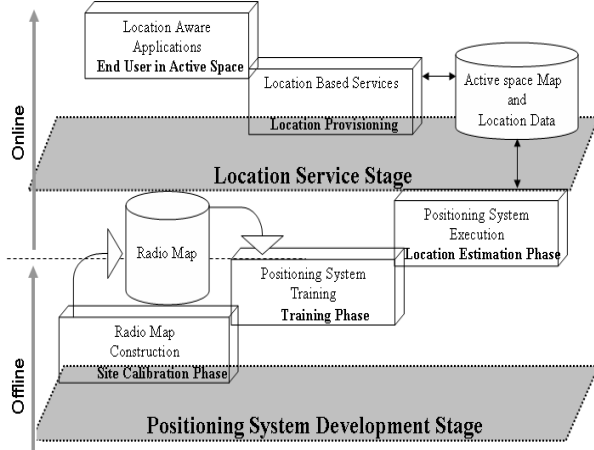 Location Aware
Applications
End User in Active Space
Location Based Services
Location Provisioning
Active space Map
and
Location Data
Online
Location Service Stage
Positioning System
Execution
Location Estimation Phase
Radio Map
Positioning System
Training
Training Phase
Radio Map
Construction
Site Calibration Phase
Offline
Positioning System Development Stage